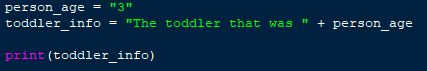 person_age = "3"
toddler_info = "The toddler that was " + person_age
print(toddler_info)